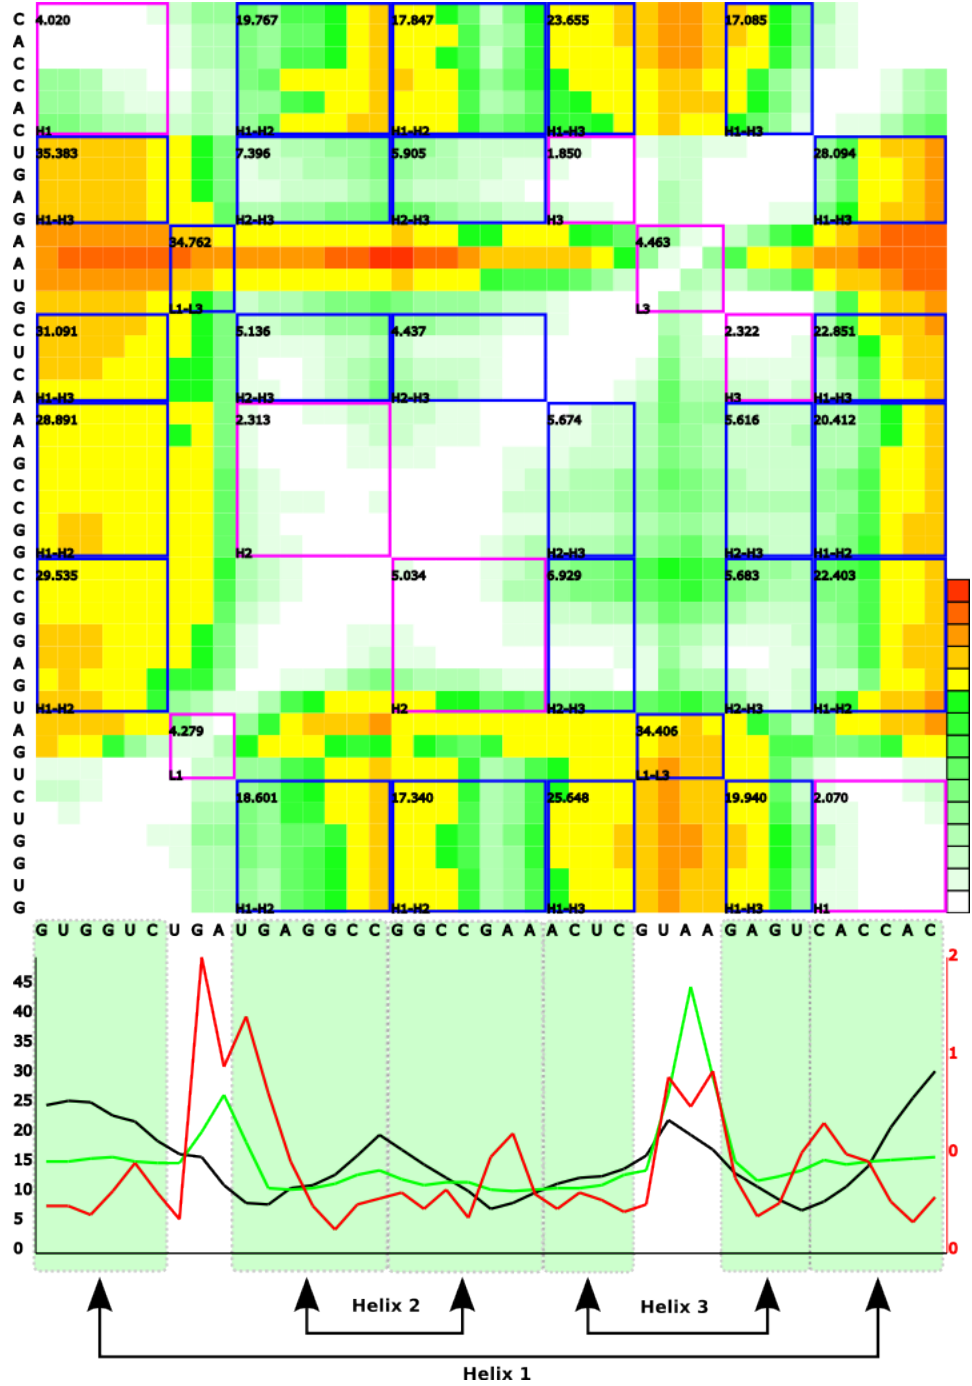 C 4.020 19.767 17.847 23.655 17.085
A
C
C
A
C H1 H1-H2 H1-H2 H1-H3 H1-H3
U 35.383 7.396 5.905 1.850 28.094
G
A
G H1-H3 H2-H3 H2-H3 H3 H1-H3
A 34.762 4.463
A
U
G L1-L3 L3
C 31.091 5.136 4.437 2.322 22.851
U
C
A H1-H3 H2-H3 H2-H3 H3 H1-H3
A 28.891 2.313 5.674 5.616 20.412
A
G
C
C
G
G H1-H2 H2 H2-H3 H2-H3 H1-H2
C 29.535 5.034 6.929 5.683 22.403
C
G
G
A
G
U H1-H2 H2 H2-H3 H2-H3 H1-H2
A 4.279 34.406
G
U L1 L1-L3
C 18.601 17.340 25.648 19.940 2.070
U
G
G
U
G H1-H2 H1-H2 H1-H3 H1-H3 H1
G U G G U C U G A U G A G G C C G G C C G A A A C U C G U A A G A G U C A C C A C
2
45
40
35
1
30
25
20
15 0
10
5
0 0
Helix 2 Helix 3
Helix 1